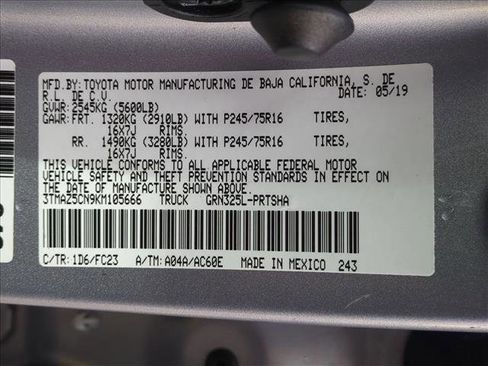 MFD.BY: TOYOTA MOTOR MANUFACTURING DE BAJA CALIFORNIA, S. DE
R.L. DE C.V. DATE: 05/19
GVWR: 2545KG (5600LB)
GAWR: FRT. 1320KG (2910LB) WITH P245/75R16 TIRES,
16X7J RIMS.
RR. 1490KG (3280LB) WITH P245/75R16 TIRES,
16X7J RIMS.
THIS VEHICLE CONFORMS TO ALL APPLICABLE FEDERAL MOTOR
VEHICLE SAFETY AND THEFT PREVENTION STANDARDS IN EFFECT
ON THE DATE OF MANUFACTURE SHOWN ABOVE.
3TMAZ5CN9KM105666 TRUCK GRN325L-PRTSHA
C/TR: 1D6/FC23 A/TM: A04A/AC60E MADE IN MEXICO 243